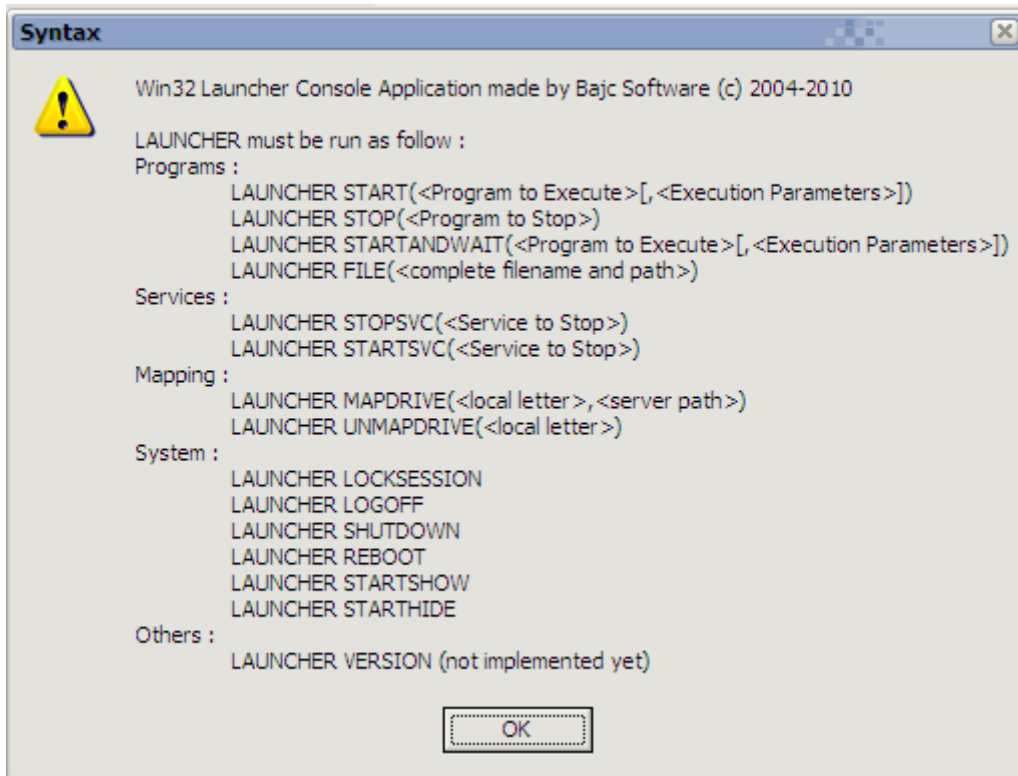 Syntax
Win32 Launcher Console Application made by Bajc Software (c) 2004-2010
LAUNCHER must be run as follow :
Programs :
LAUNCHER START(<Program to Execute>[,<Execution Parameters>])
LAUNCHER STOP(<Program to Stop>)
LAUNCHER STARTANDWAIT(<Program to Execute>[,<Execution Parameters>])
LAUNCHER FILE(<complete filename and path>)
Services :
LAUNCHER STOPSVC(<Service to Stop>)
LAUNCHER STARTSVC(<Service to Stop>)
Mapping :
LAUNCHER MAPDRIVE(<local letter>,<server path>)
LAUNCHER UNMAPDRIVE(<local letter>)
System :
LAUNCHER LOCKSESSION
LAUNCHER LOGOFF
LAUNCHER SHUTDOWN
LAUNCHER REBOOT
LAUNCHER STARTSHOW
LAUNCHER STARTHIDE
Others :
LAUNCHER VERSION (not implemented yet)
OK